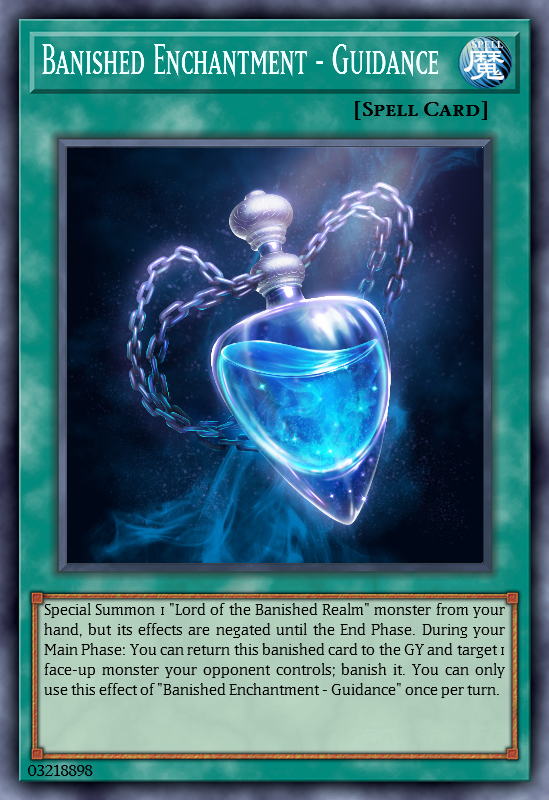 Banished Enchantment - Guidance
SPELL
魔
[Spell Card]
Special Summon 1 "Lord of the Banished Realm" monster from your
hand, but its effects are negated until the End Phase. During your
Main Phase: You can return this banished card to the GY and target 1
face-up monster your opponent controls; banish it. You can only
use this effect of "Banished Enchantment - Guidance" once per turn.
03218898